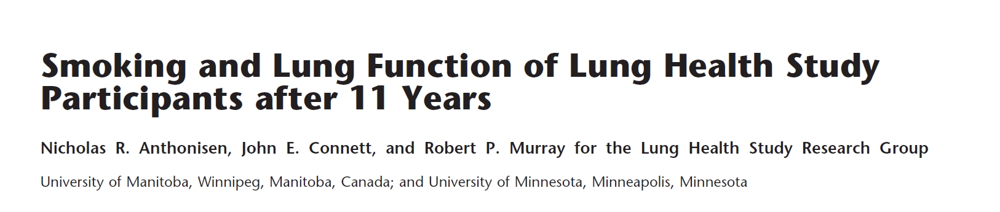 Smoking and Lung Function of Lung Health Study
Participants after 11 Years
Nicholas R. Anthonisen, John E. Connett, and Robert P. Murray for the Lung Health Study Research Group
University of Manitoba, Winnipeg, Manitoba, Canada; and University of Minnesota, Minneapolis, Minnesota